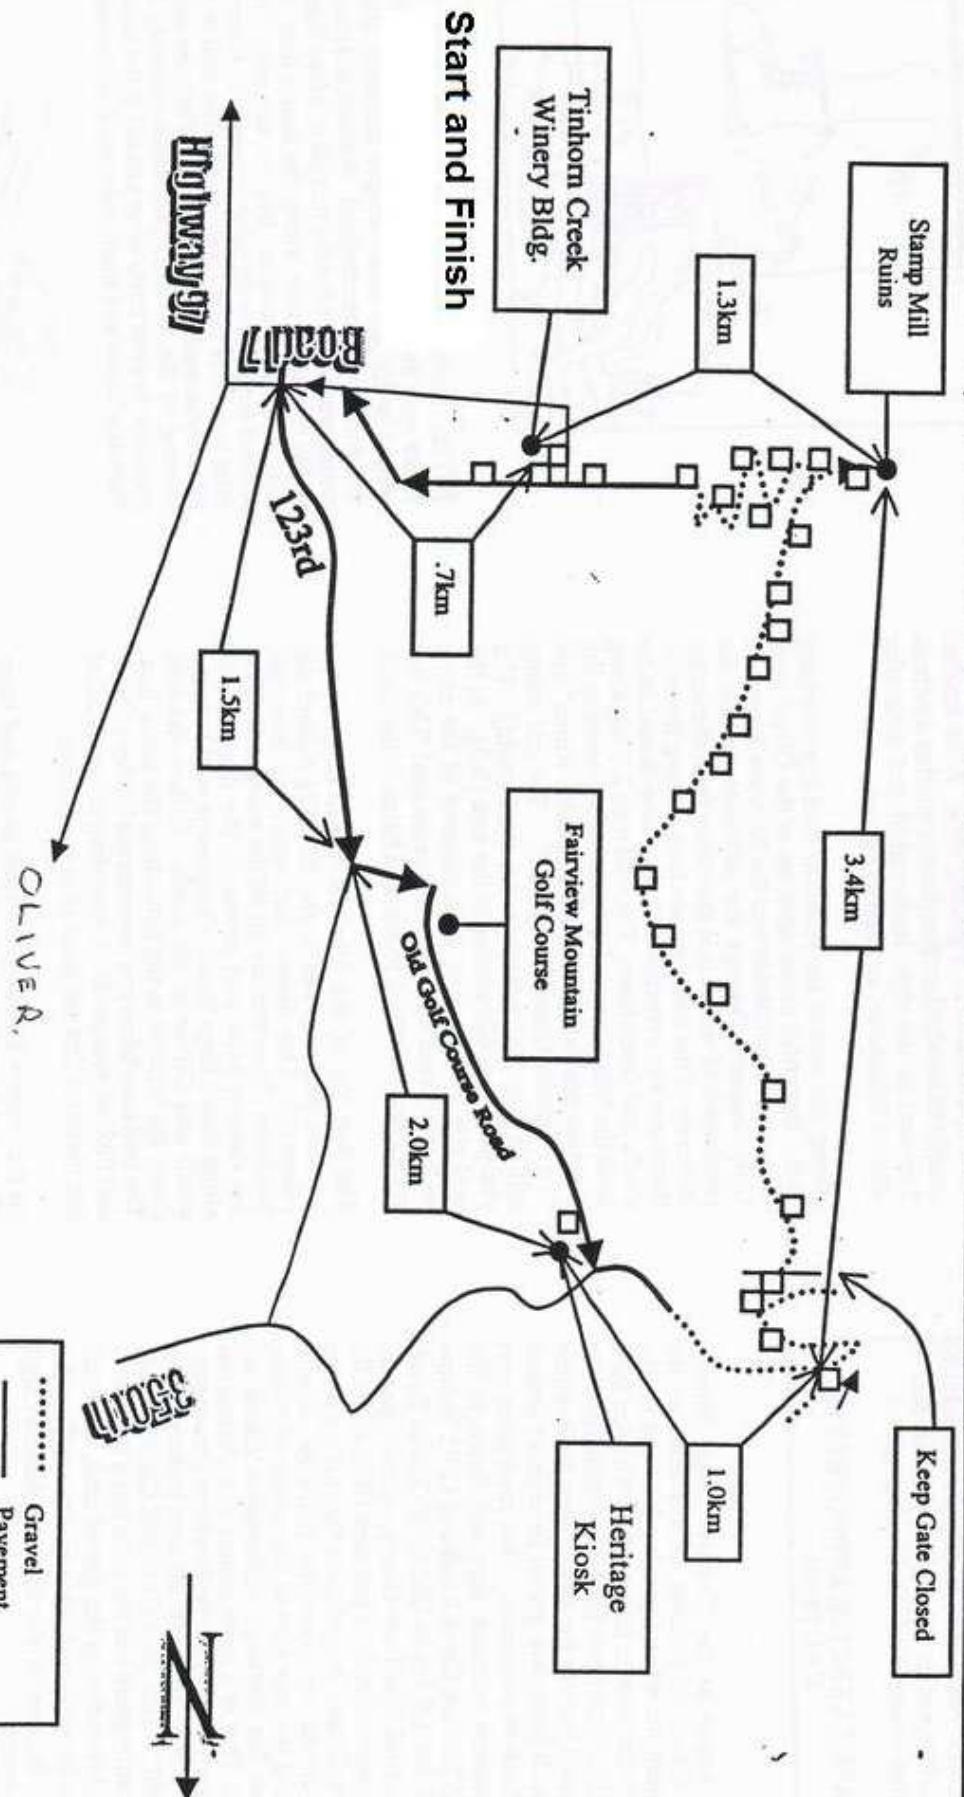 Stamp Mill
Ruins
Keep Gate Closed
1.3km
3.4km
1.0km
Tinhorn Creek
Winery Bldg.
Start and Finish
Fairview Mountain
Golf Course
Heritage
Kiosk
.7km
Old Golf Course Road
2.0km
Road 7
123rd
1.5km
Highway 97
350th
OLIVER.
N
Gravel
Pavement